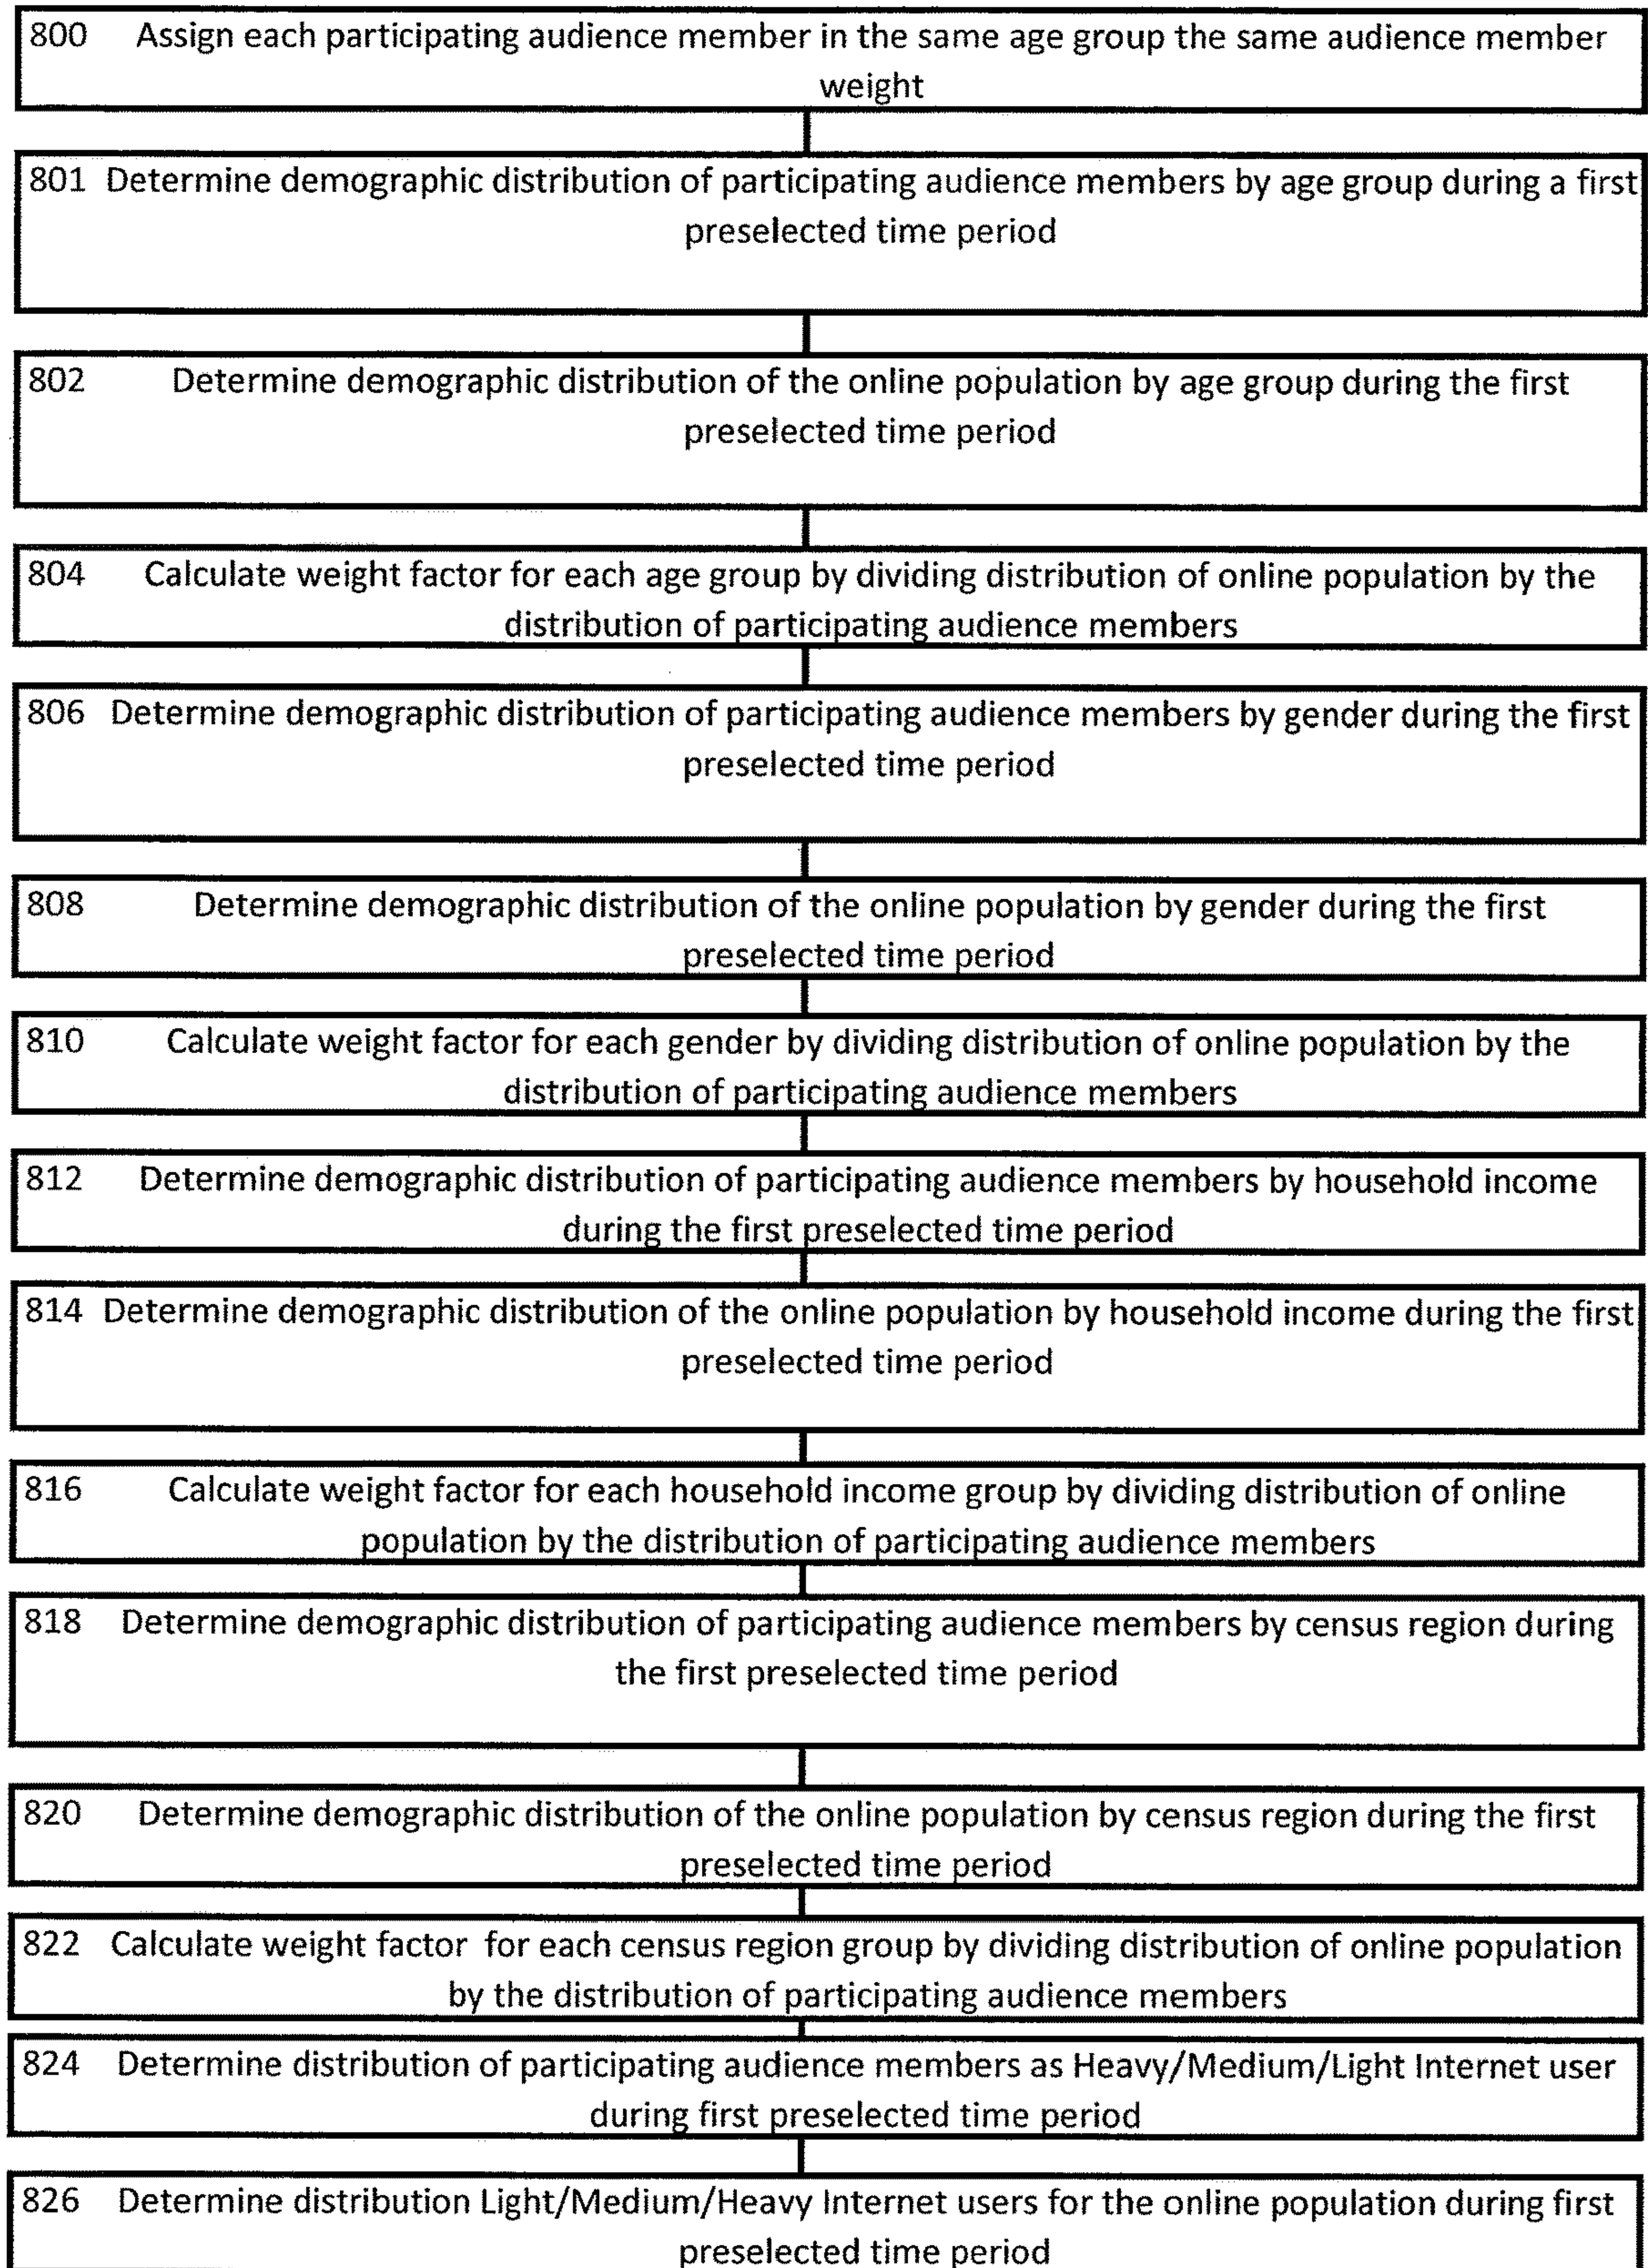 800 Assign each participating audience member in the same age group the same audience member
weight
801 Determine demographic distribution of participating audience members by age group during a first
preselected time period
802 Determine demographic distribution of the online population by age group during the first
preselected time period
804 Calculate weight factor for each age group by dividing distribution of online population by the
distribution of participating audience members
806 Determine demographic distribution of participating audience members by gender during the first
preselected time period
808 Determine demographic distribution of the online population by gender during the first
preselected time period
810 Calculate weight factor for each gender by dividing distribution of online population by the
distribution of participating audience members
812 Determine demographic distribution of participating audience members by household income
during the first preselected time period
814 Determine demographic distribution of the online population by household income during the first
preselected time period
816 Calculate weight factor for each household income group by dividing distribution of online
population by the distribution of participating audience members
818 Determine demographic distribution of participating audience members by census region during
the first preselected time period
820 Determine demographic distribution of the online population by census region during the first
preselected time period
822 Calculate weight factor for each census region group by dividing distribution of online population
by the distribution of participating audience members
824 Determine distribution of participating audience members as Heavy/Medium/Light Internet user
during first preselected time period
826 Determine distribution Light/Medium/Heavy Internet users for the online population during first
preselected time period